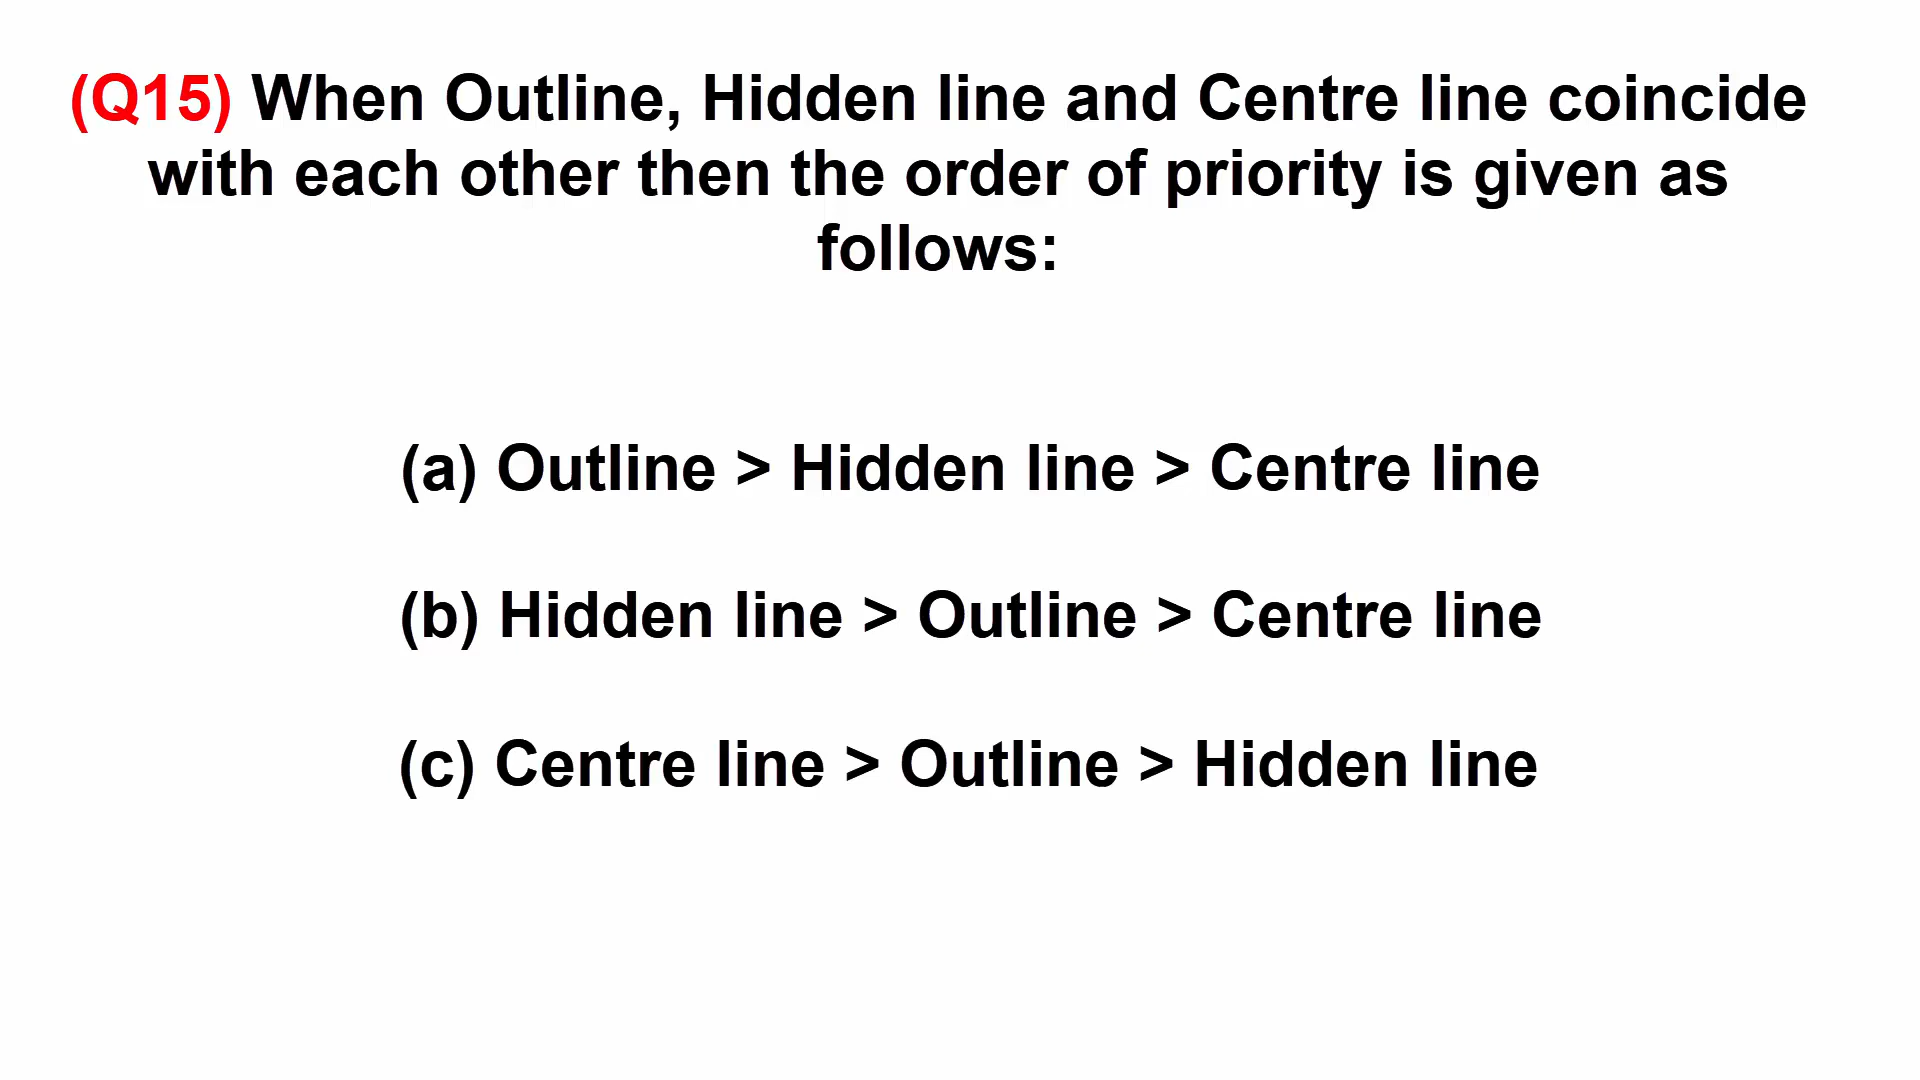 (Q15) When Outline, Hidden line and Centre line coincide
with each other then the order of priority is given as
follows:
(a) Outline > Hidden line > Centre line
(b) Hidden line > Outline > Centre line
(c) Centre line > Outline > Hidden line